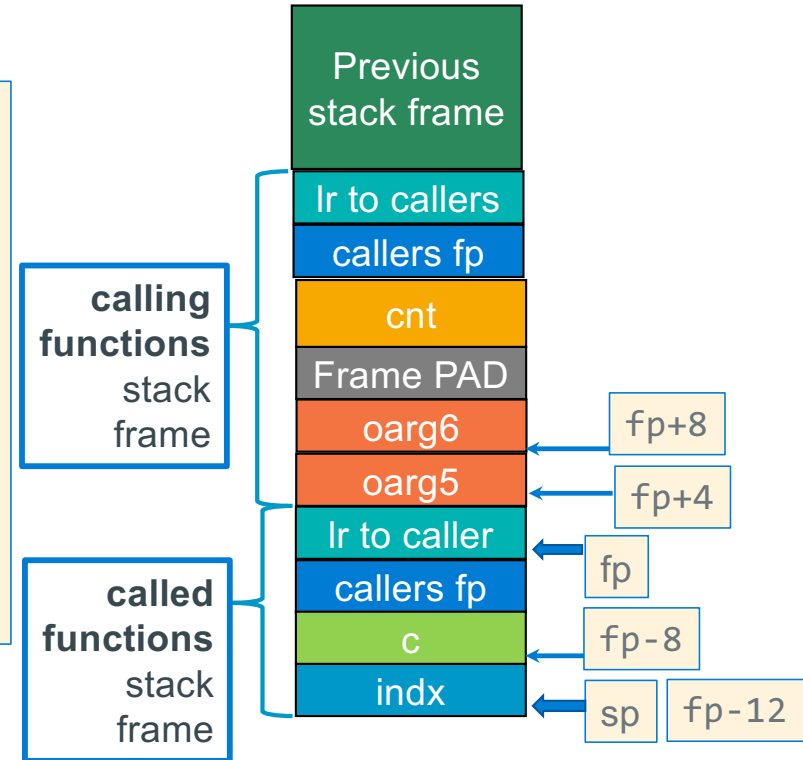 Previous
stack frame
lr to callers
callers fp
calling
functions
stack
frame
cnt
Frame PAD
oarg6
fp+8
oarg5
fp+4
lr to caller
fp
called
functions
stack
frame
callers fp
c
fp-8
indx
sp
fp-12